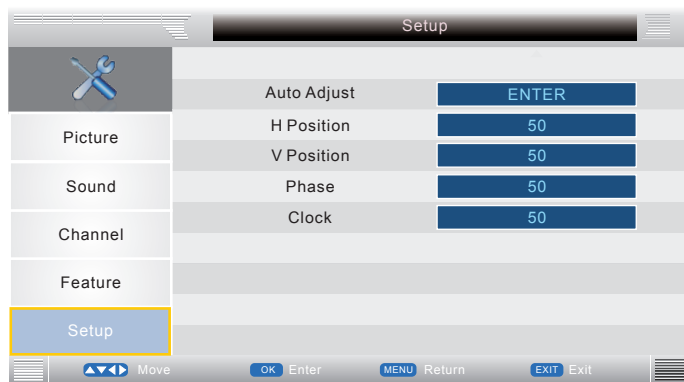 Setup
Auto Adjust ENTER
H Position 50
V Position 50
Phase 50
Clock 50
Picture
Sound
Channel
Feature
Setup
Move OK Enter MENU Return EXIT Exit